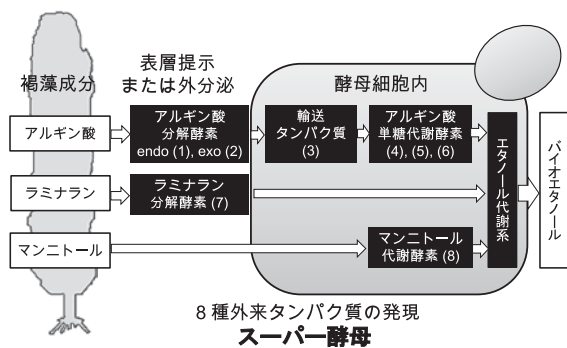 褐藻成分
表層提示
または外分泌
酵母細胞内
アルギン酸
アルギン酸
分解酵素
endo (1), exo (2)
輸送
タンパク質
(3)
アルギン酸
単糖代謝酵素
(4), (5), (6)
ラミナラン
ラミナラン
分解酵素 (7)
マンニトール
マンニトール
代謝酵素 (8)
エタノール代謝系
バイオエタノール
8種外来タンパク質の発現
スーパー酵母